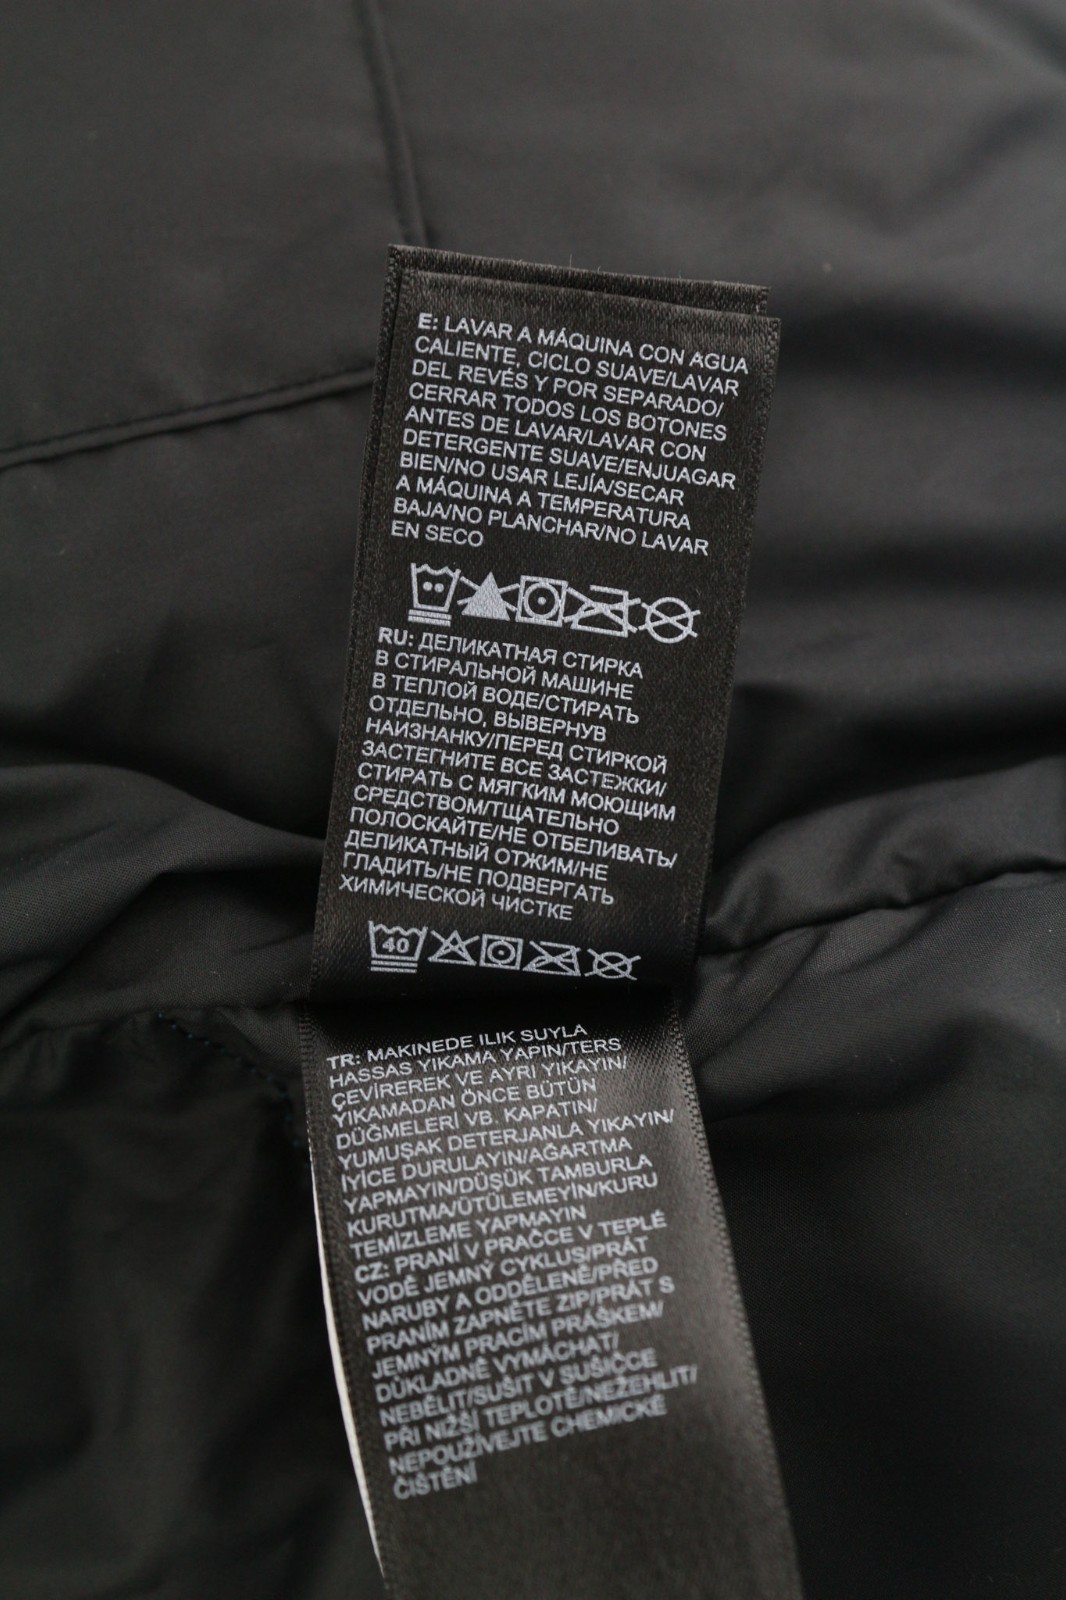 E: LAVAR A MÁQUINA CON AGUA
CALIENTE, CICLO SUAVE/LAVAR
DEL REVÉS Y POR SEPARADO/
CERRAR TODOS LOS BOTONES
ANTES DE LAVAR/LAVAR CON
DETERGENTE SUAVE/ENJUAGAR
BIEN/NO USAR LEJÍA/SECAR
A MÁQUINA A TEMPERATURA
BAJA/NO PLANCHAR/NO LAVAR
EN SECO
RU: ДЕЛИКАТНАЯ СТИРКА
В СТИРАЛЬНОЙ МАШИНЕ
В ТЕПЛОЙ ВОДЕ/СТИРАТЬ
ОТДЕЛЬНО, ВЫВЕРНУВ
НАИЗНАНКУ/ПЕРЕД СТИРКОЙ
ЗАСТЕГНИТЕ ВСЕ ЗАСТЕЖКИ/
СТИРАТЬ С МЯГКИМ МОЮЩИМ
СРЕДСТВОМ/ТЩАТЕЛЬНО
ПОЛОСКАЙТЕ/НЕ ОТБЕЛИВАТЬ/
ДЕЛИКАТНЫЙ ОТЖИМ/НЕ
ГЛАДИТЬ/НЕ ПОДВЕРГАТЬ
ХИМИЧЕСКОЙ ЧИСТКЕ
40
TR: MAKINEDE ILIK SUYLA
HASSAS YIKAMA YAPIN/TERS
ÇEVİREREK VE AYRI YIKAYIN/
YIKAMADAN ÖNCE BÜTÜN
DÜĞMELERİ VB. KAPATIN/
YUMUŞAK DETERJANLA YIKAYIN/
IYİCE DURULAYIN/AĞARTMA
YAPMAYIN/DÜŞÜK TAMBURLA
KURUTMA/ÜTÜLEMEYİN/KURU
TEMİZLEME YAPMAYIN
CZ: PRANÍ V PRAČCE V TEPLÉ
VODĚ JEMNÝ CYKLUS/PRÁT
NARUBY A ODDĚLENĚ/PŘED
PRANÍM ZAPNĚTE ZIP/PRÁT S
JEMNÝM PRACÍM PRÁŠKEM/
DŮKLADNĚ VYMÁCHAT/
NEBĚLIT/SUŠIT V SUŠIČCE
PŘI NIŽŠÍ TEPLOTĚ/NEŽEHLIT/
NEPOUŽÍVEJTE CHEMICKÉ
ČIŠTĚNÍ